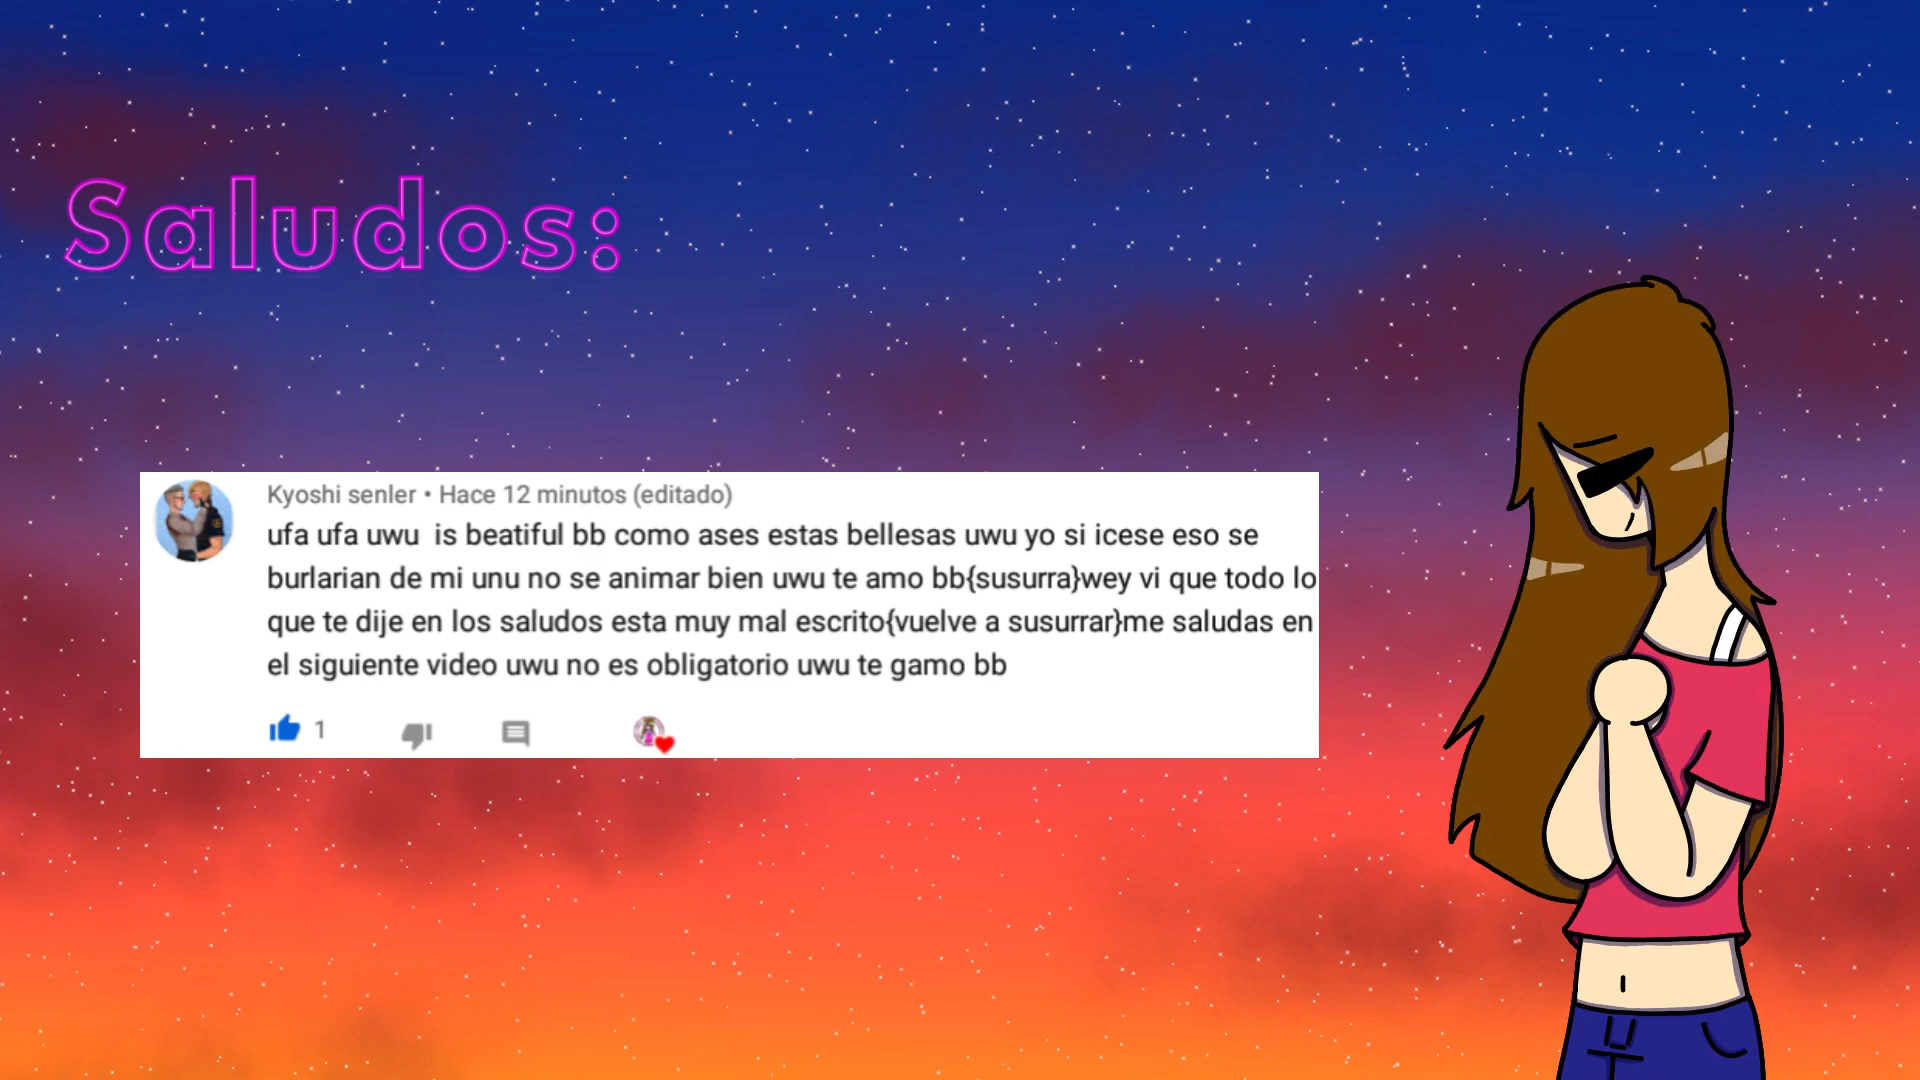 Saludos:
Kyoshi senler • Hace 12 minutos (editado)
ufa ufa uwu  is beatiful bb como ases estas bellesas uwu yo si icese eso se
burlarian de mi unu no se animar bien uwu te amo bb{susurra}wey vi que todo lo
que te dije en los saludos esta muy mal escrito{vuelve a susurrar}me saludas en
el siguiente video uwu no es obligatorio uwu te gamo bb
1